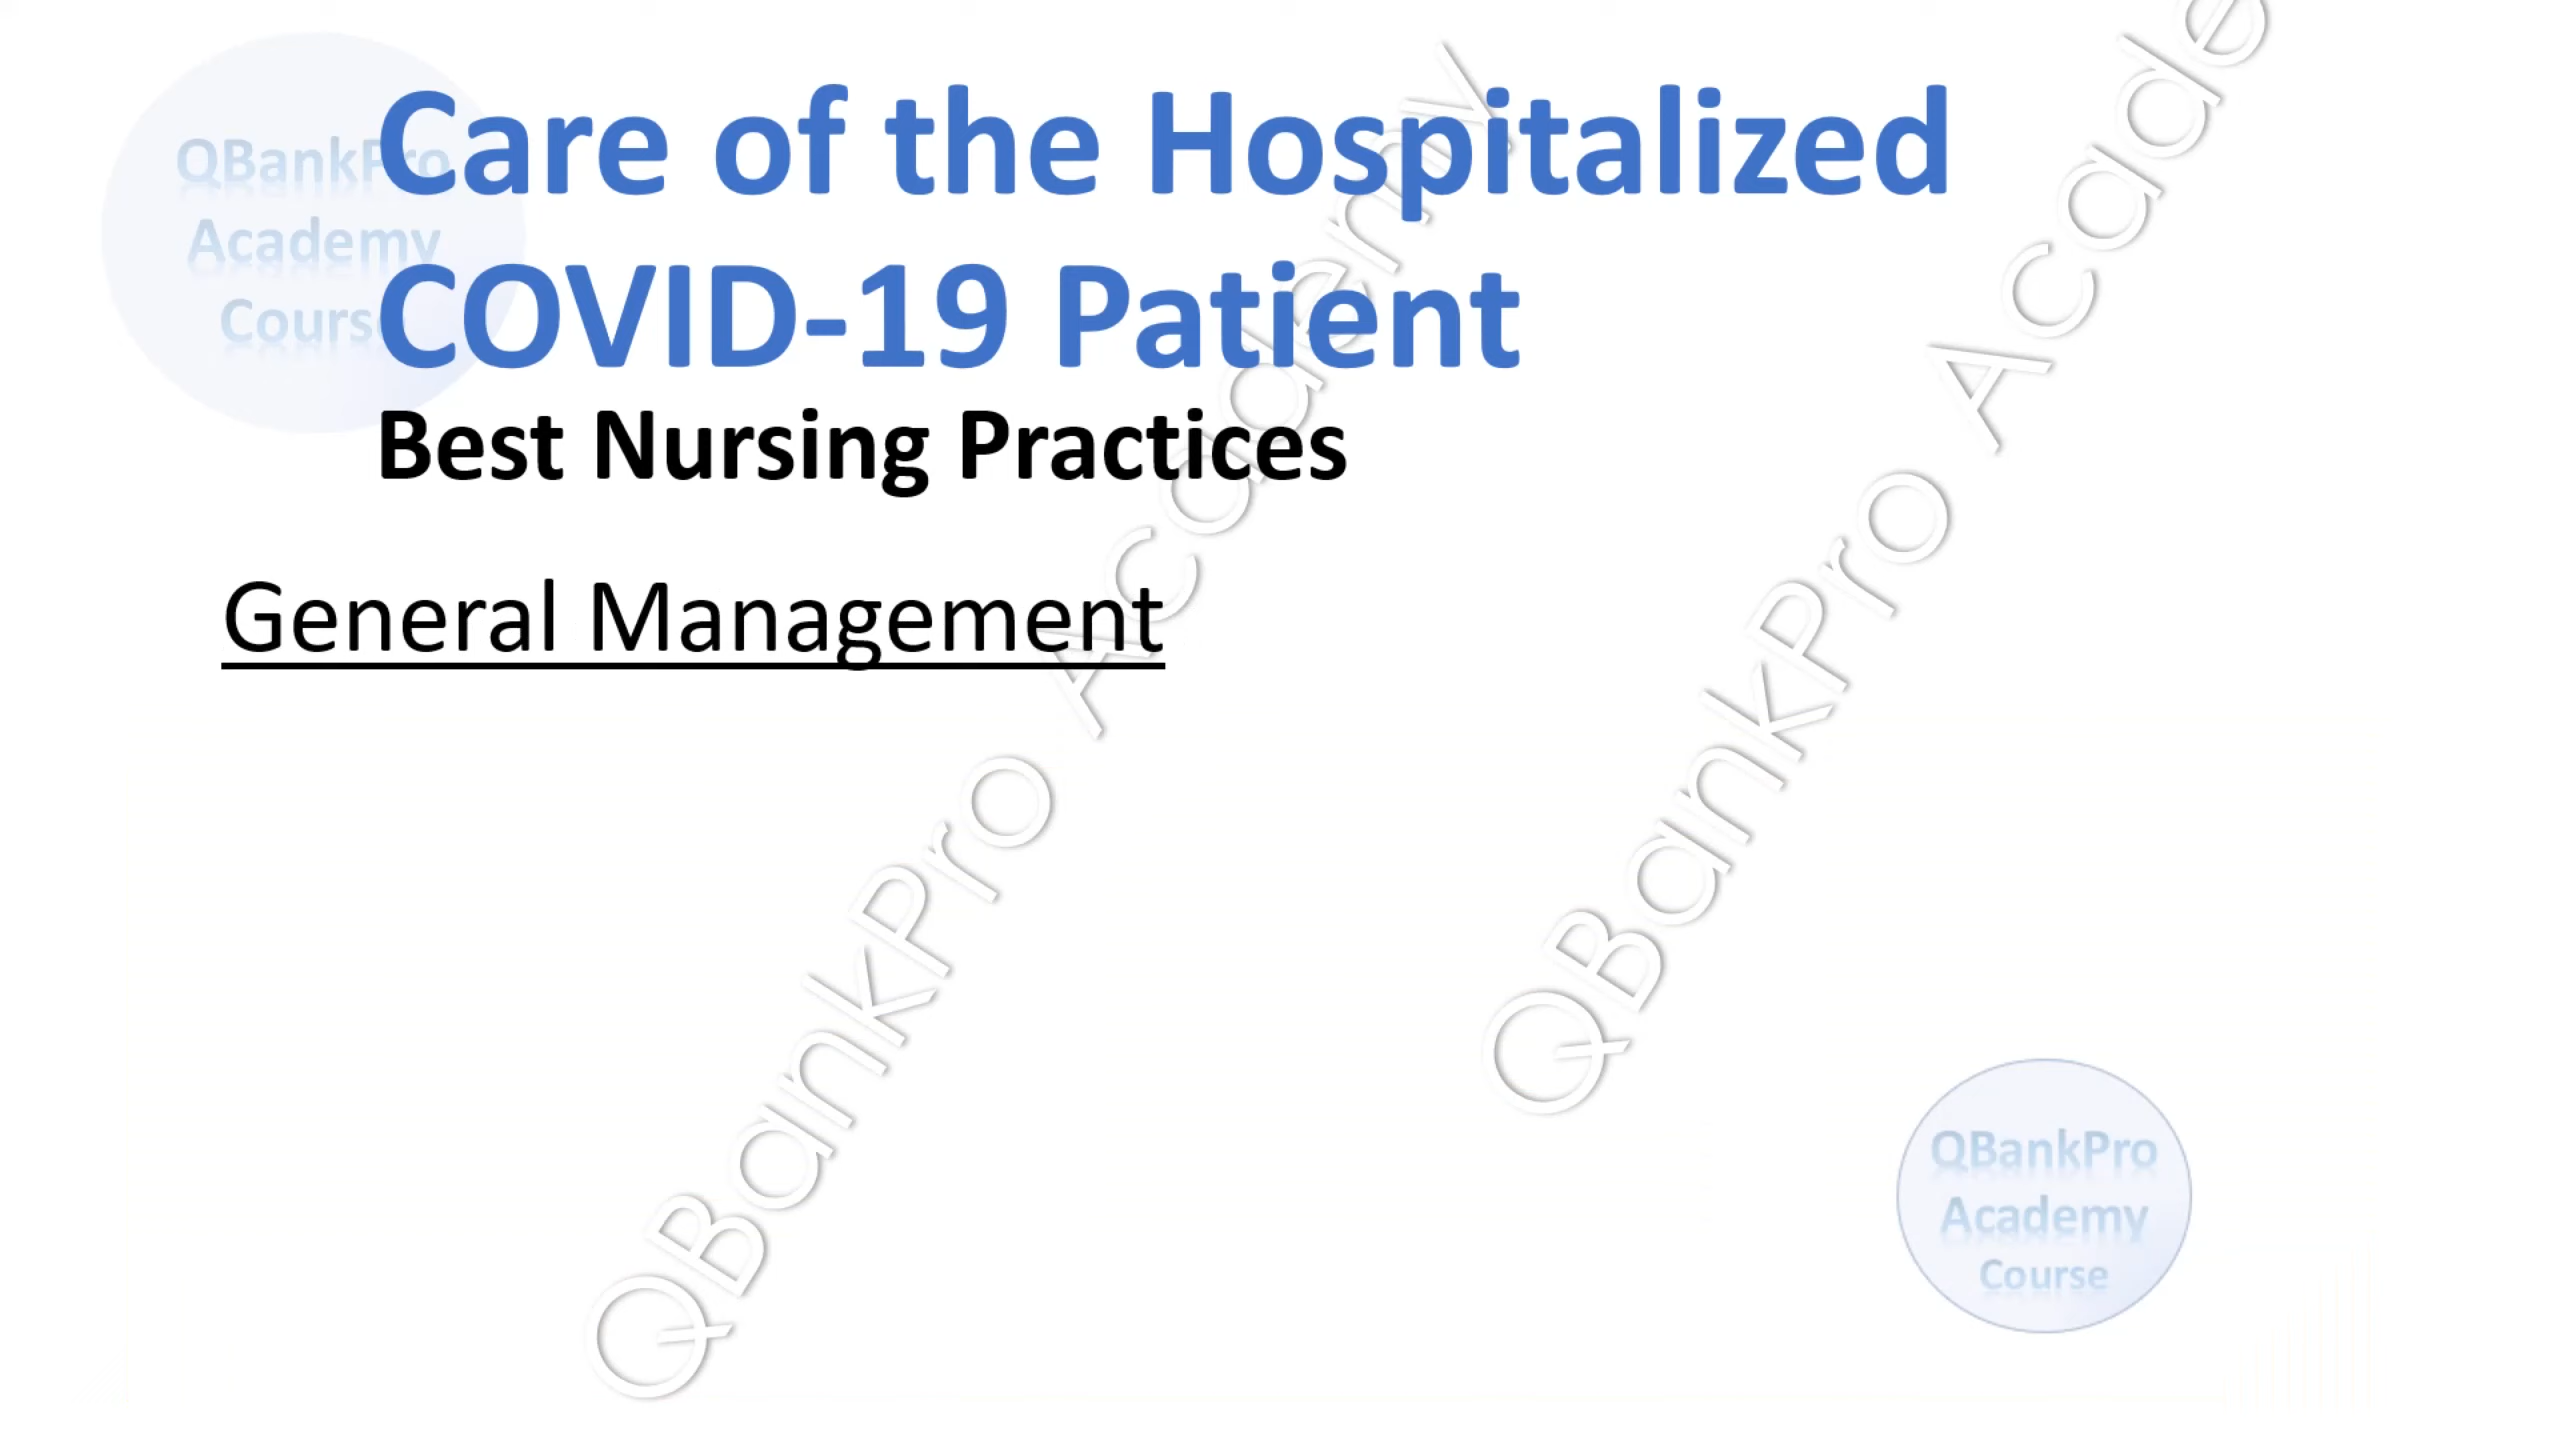 Care of the Hospitalized
COVID-19 Patient
Best Nursing Practices
General Management
QBankPro
Academy
Course
QBankPro Academy
QBankPro Acade
QBankPro
Academy
Course